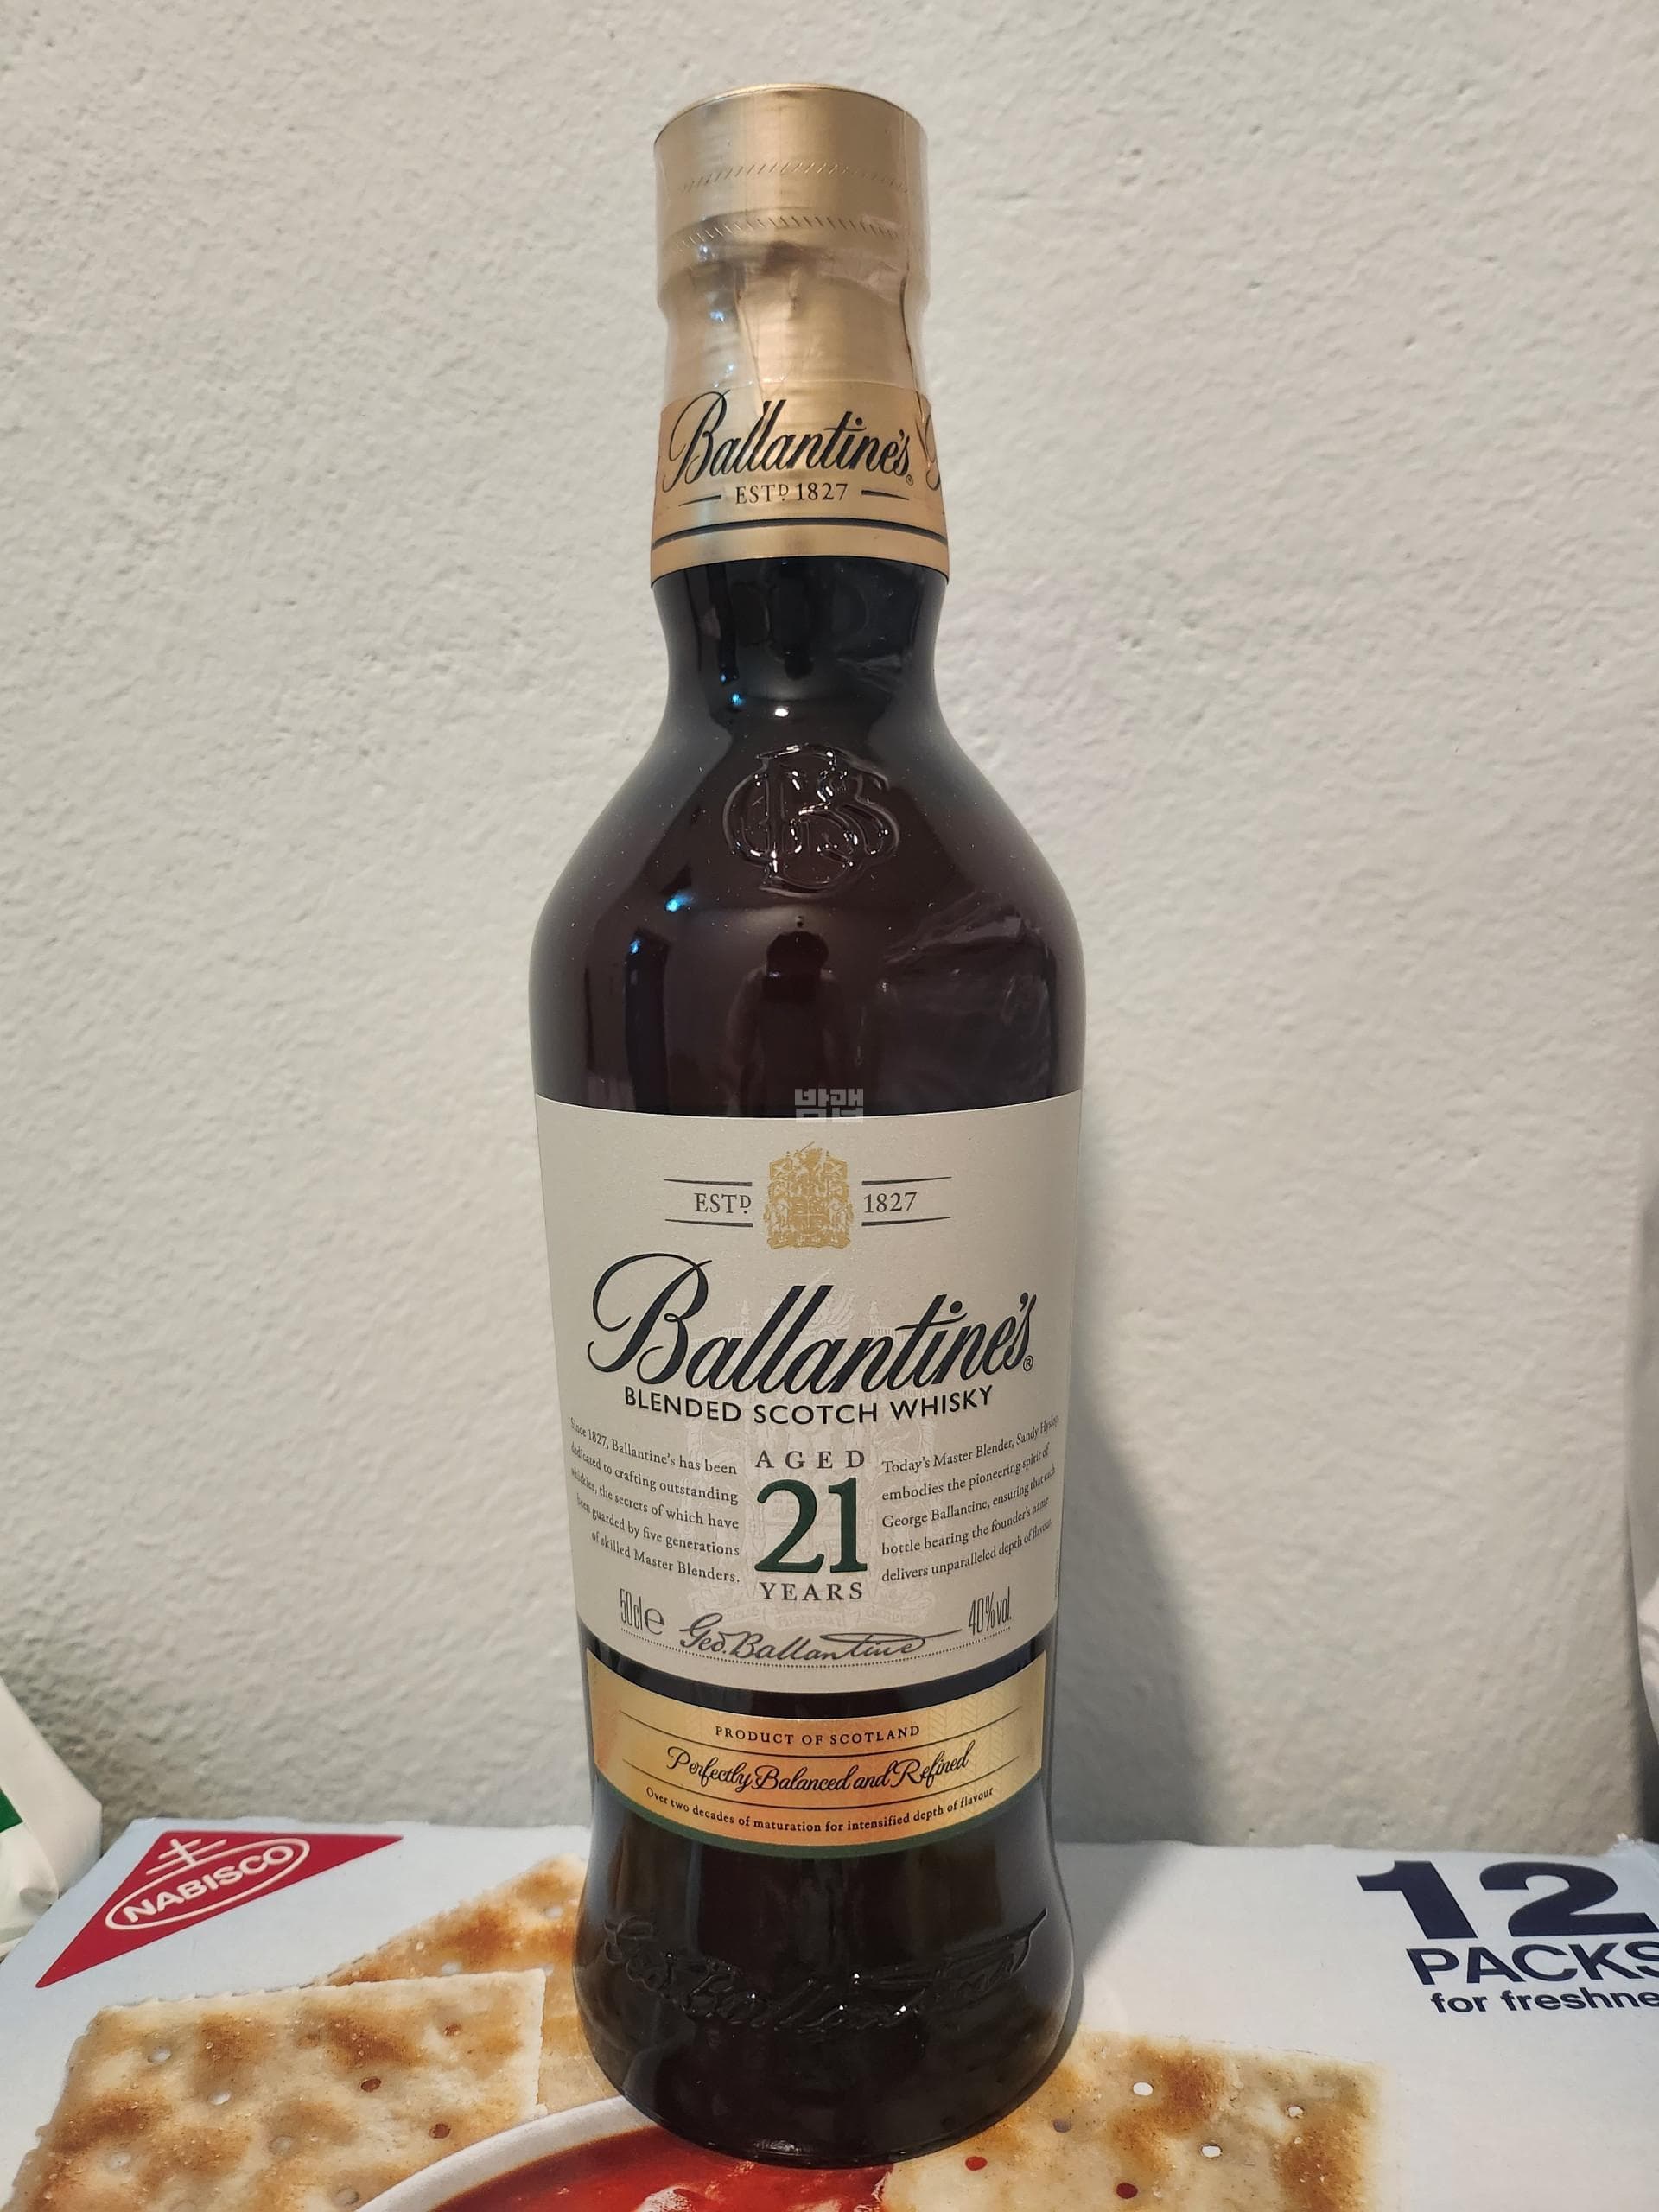 Ballantine's®
ESTD 1827
밤맵
ESTD 1827
Ballantine's®
BLENDED SCOTCH WHISKY
AGED
21
YEARS
Since 1827, Ballantine's has been
dedicated to crafting outstanding
whiskies, the secrets of which have
been guarded by five generations
of skilled Master Blenders.
Today's Master Blender, Sandy Hyslop,
embodies the pioneering spirit of
George Ballantine, ensuring that each
bottle bearing the founder's name
delivers unparalleled depth of flavour.
50cl e
Geo. Ballantine
40%vol.
PRODUCT OF SCOTLAND
Perfectly Balanced and Refined
Over two decades of maturation for intensified depth of flavour
Geo. Ballantine
NABISCO
12
PACKS
for freshne